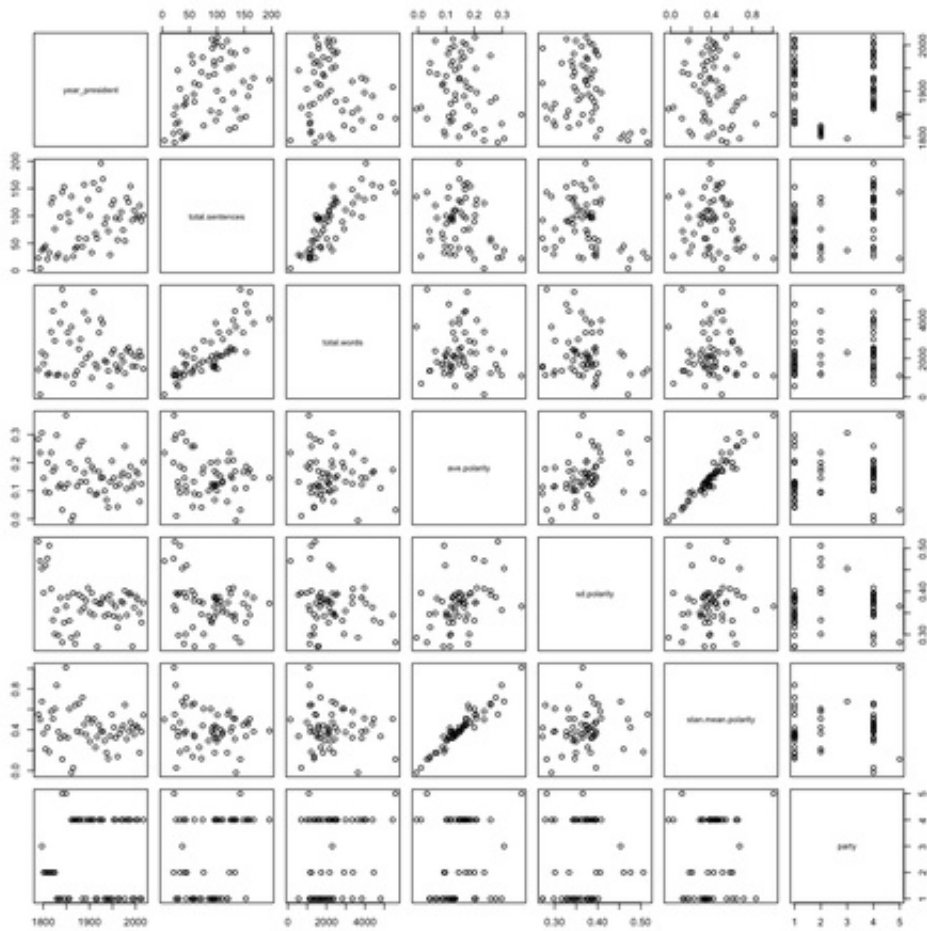 0 50 100 150 200
0.0 0.1 0.2 0.3
0.0 0.4 0.8
year_president
1800 1900 2000
0 50 100 150 200
total.sentences
total.words
0 2000 4000
0.0 0.1 0.2 0.3
ave.polarity
sd.polarity
0.30 0.40 0.50
0.0 0.4 0.8
stan.mean.polarity
party
1 2 3 4 5
1800 1900 2000
0 2000 4000
0.30 0.40 0.50
1 2 3 4 5